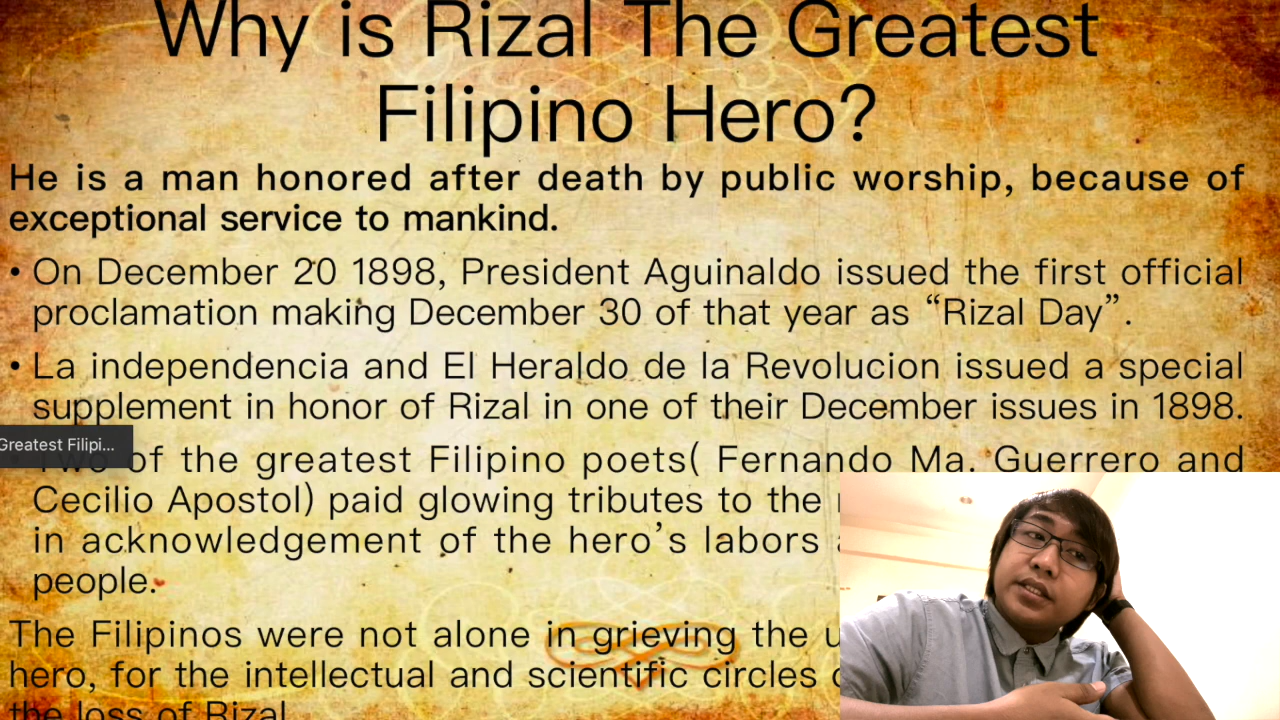 Why is Rizal The Greatest
Filipino Hero?
He is a man honored after death by public worship, because of
exceptional service to mankind.
• On December 20 1898, President Aguinaldo issued the first official
proclamation making December 30 of that year as “Rizal Day”.
• La independencia and El Heraldo de la Revolucion issued a special
supplement in honor of Rizal in one of their December issues in 1898.
Greatest Filipi...
Two of the greatest Filipino poets( Fernando Ma. Guerrero and
Cecilio Apostol) paid glowing tributes to the
in acknowledgement of the hero’s labors
people.
The Filipinos were not alone in grieving the
hero, for the intellectual and scientific circles
the loss of Rizal